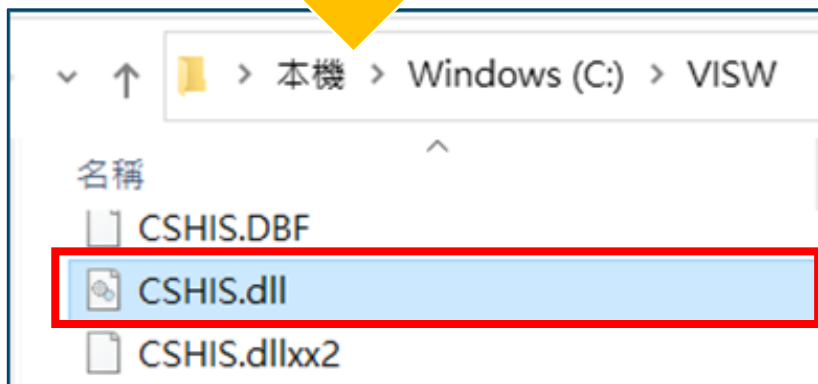 本機 > Windows (C:) > VISW
名稱
CSHIS.DBF
CSHIS.dll
CSHIS.dllxx2